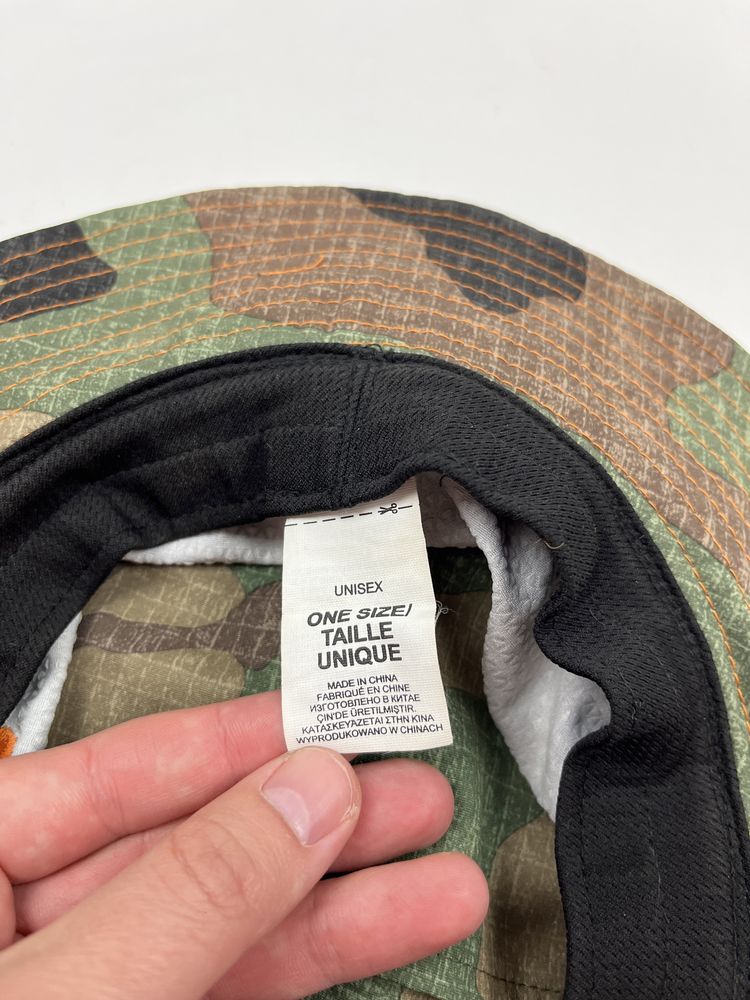 UNISEX
ONE SIZE/
TAILLE
UNIQUE
MADE IN CHINA
FABRIQUÉ EN CHINE
ИЗГОТОВЛЕНО В КИТАЕ
ÇIN'DE ÜRETILMIŞTIR.
ΚΑΤΑΣΚΕΥΑΖΕΤΑΙ ΣΤΗΝ ΚΙΝΑ
WYPRODUKOWANO W CHINACH